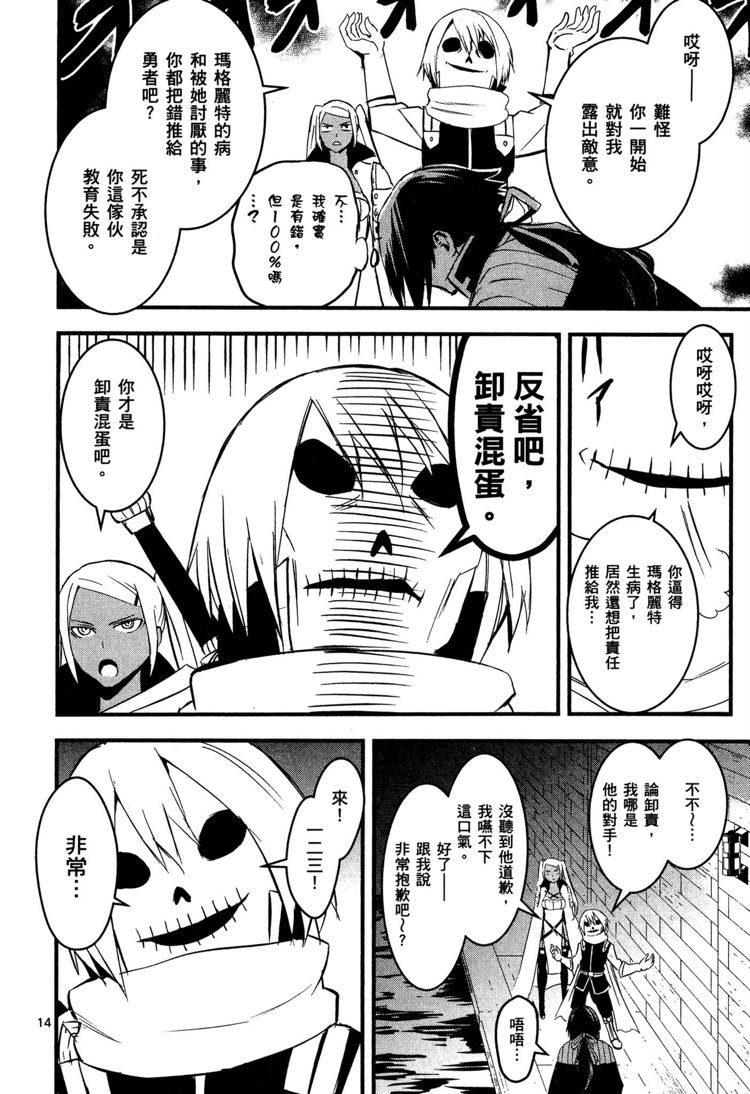 哎呀──
難怪
你一開始
就對我
露出敵意。
瑪格麗特的病
和被她討厭的事，
你都把錯推給
勇者吧？
死不承認是
你這傢伙
教育失敗。
不…
我確實
是有錯，
但100%嗎
…？
哎呀哎呀，
你逼得
瑪格麗特
生病了，
居然還想把責任
推給我…
反省吧，
卸責混蛋。
你才是
卸責混蛋吧。
不不～…
論卸責，
我哪是
他的對手！
沒聽到他道歉，
我嚥不下
這口氣。
好了──
跟我說
非常抱歉吧～？
唔唔…
來！
一二三！
非常…
14